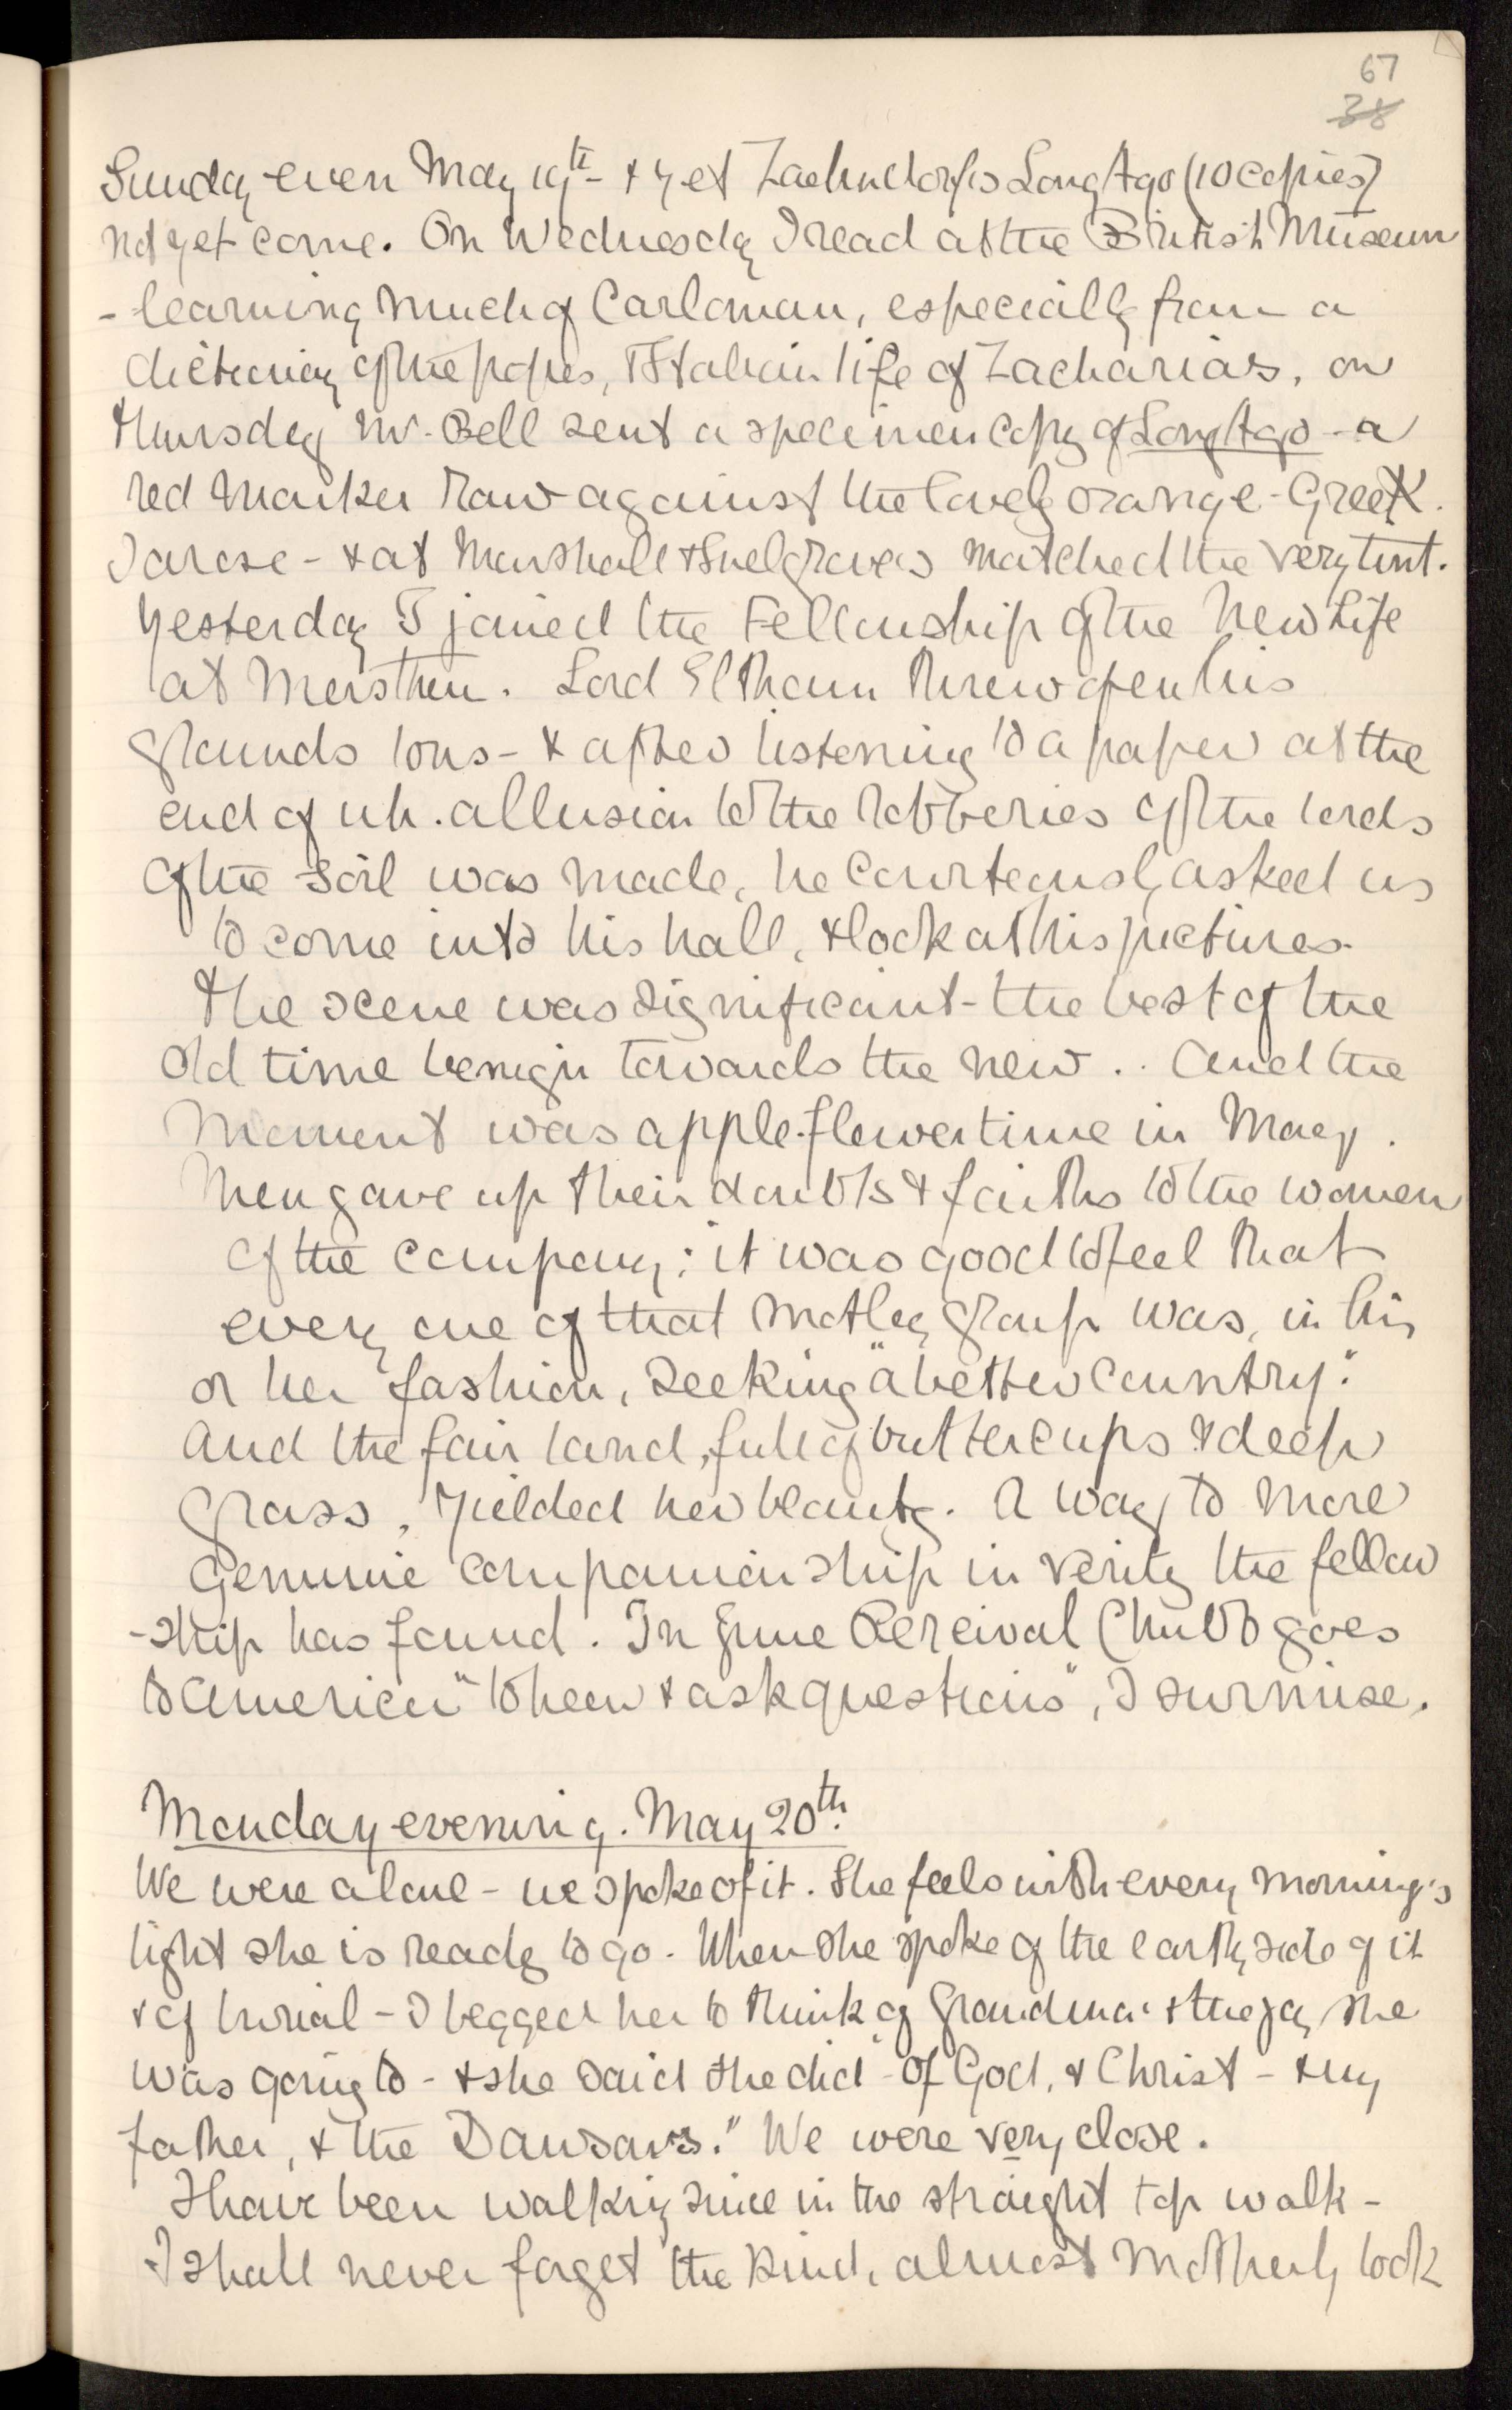 67
38
Sunday even May 19th - & yet Zaehndorf's Long Ago (10 copies)
not yet come. On Wednesday I read at the British Museum
- learning much of Carloman, especially from a
dictionary of the popes, & Italian life of Zacharias, on
Thursday Mr. Bell sent a specimen copy of Long Ago - a
red marker raw against the lovely orange - Greek.
I arose - & at Marshall & Snelgroves matched the very tint.
Yesterday I joined the Fellowship of the New Life
at Merstham. Lord Eltham threw open his
grounds to us - & after listening to a paper at the
end of wh. allusion to the robberies of the lords
of the soil was made, he courteously asked us
to come into his hall, & look at his pictures.
The scene was significant - the best of the
old time benign towards the new .. And the
moment was apple-flower time in May.
Men gave up their doubts & faiths to the women
of the company; it was good to feel that
every one of that motley group was, in his
or her fashion, seeking "a better country."
And the fair land, full of buttercups & deep
grass, yielded her beauty. A way to more
genuine companionship in verity the fellow
-ship has found. In June Percival Chubb goes
to America "to hear & ask questions", I surmise.
Monday evening. May 20th.
We were alone - we spoke of it. She feels with every morning's
light she is ready to go. When she spoke of the earthy side of it
& of burial - I begged her to think of Grandma & the joy she
was going to - & she said she did "of God, & Christ - & my
father, & the Dawsons." We were very close.
I have been walking since in the straight top walk -
I shall never forget the kind, almost motherly look